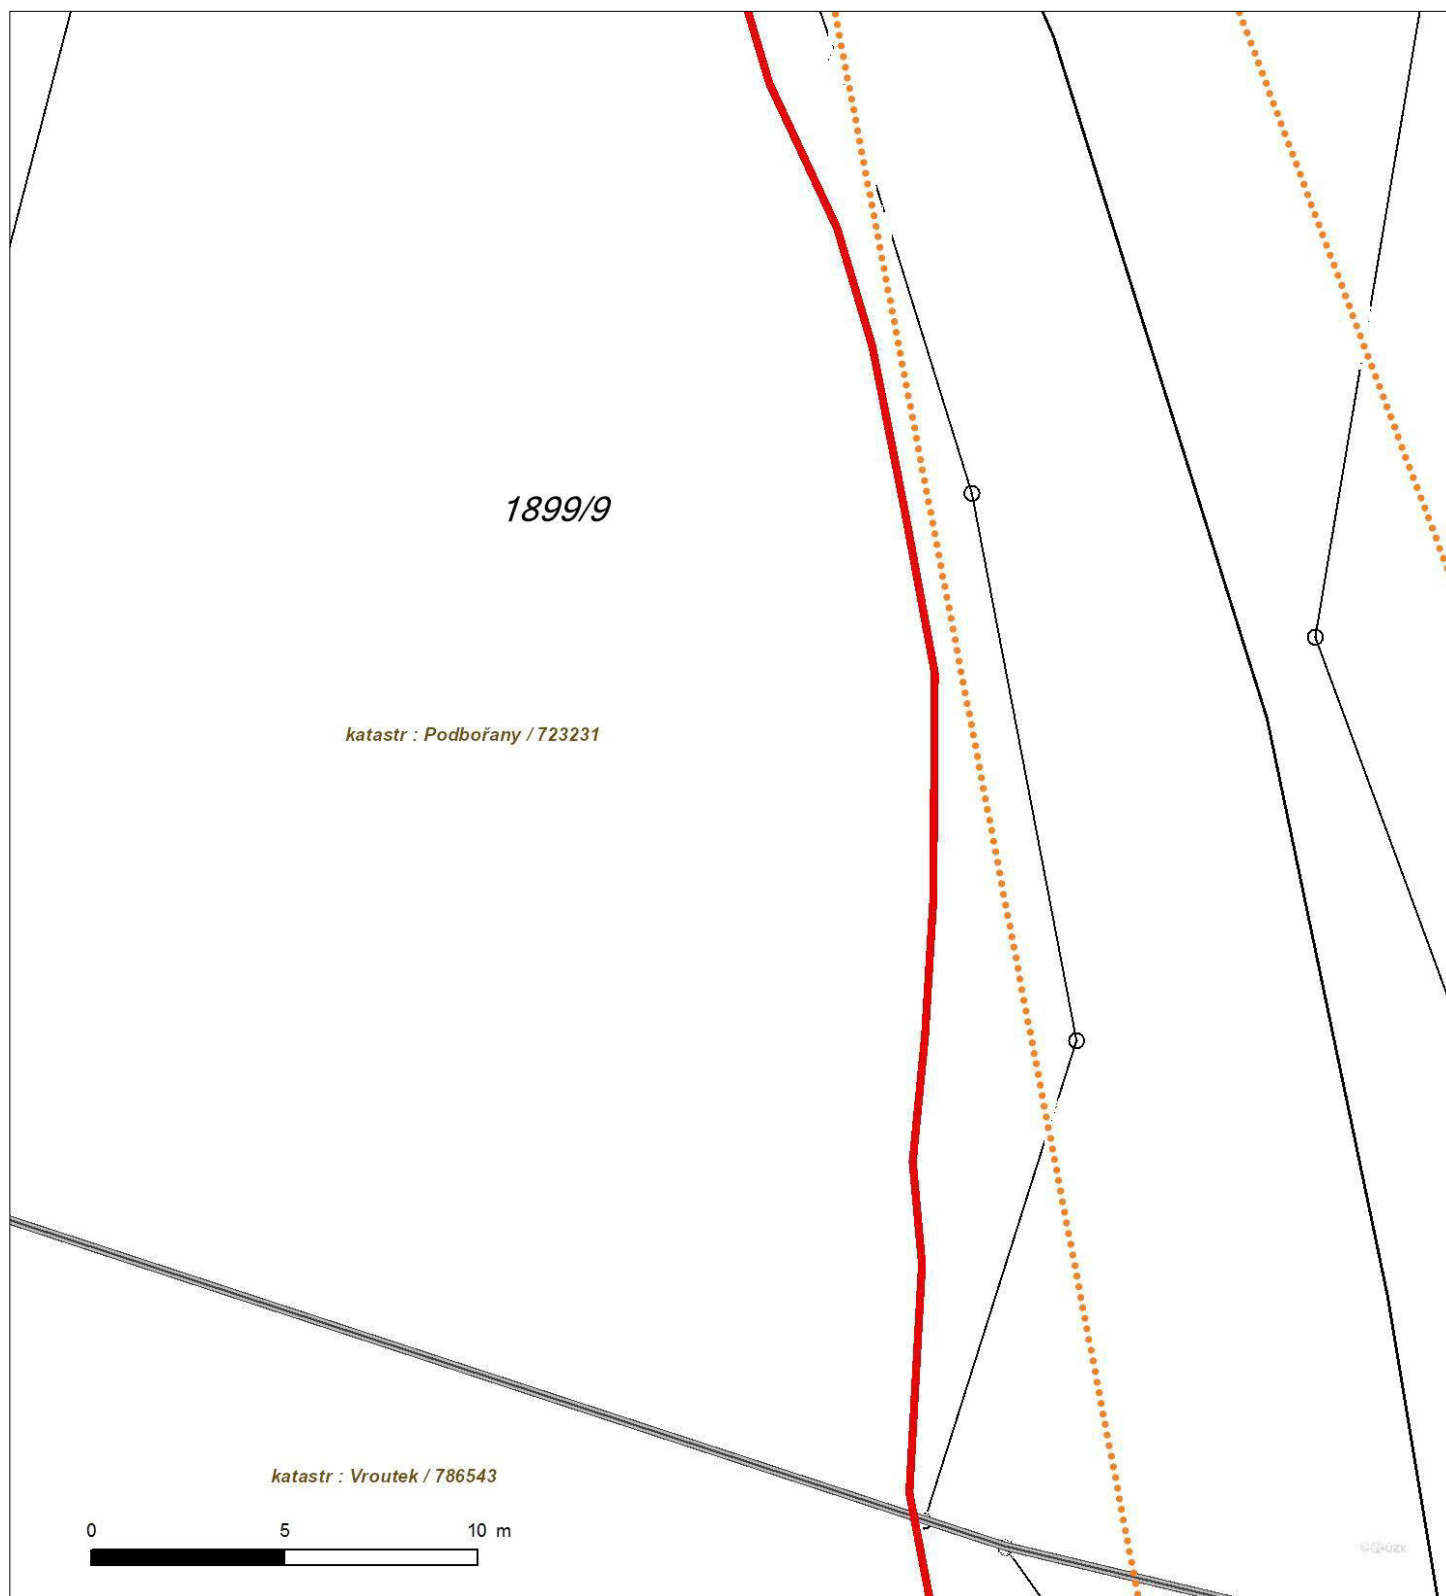 1899/9
katastr : Podbořany / 723231
katastr : Vroutek / 786543
0 5 10 m